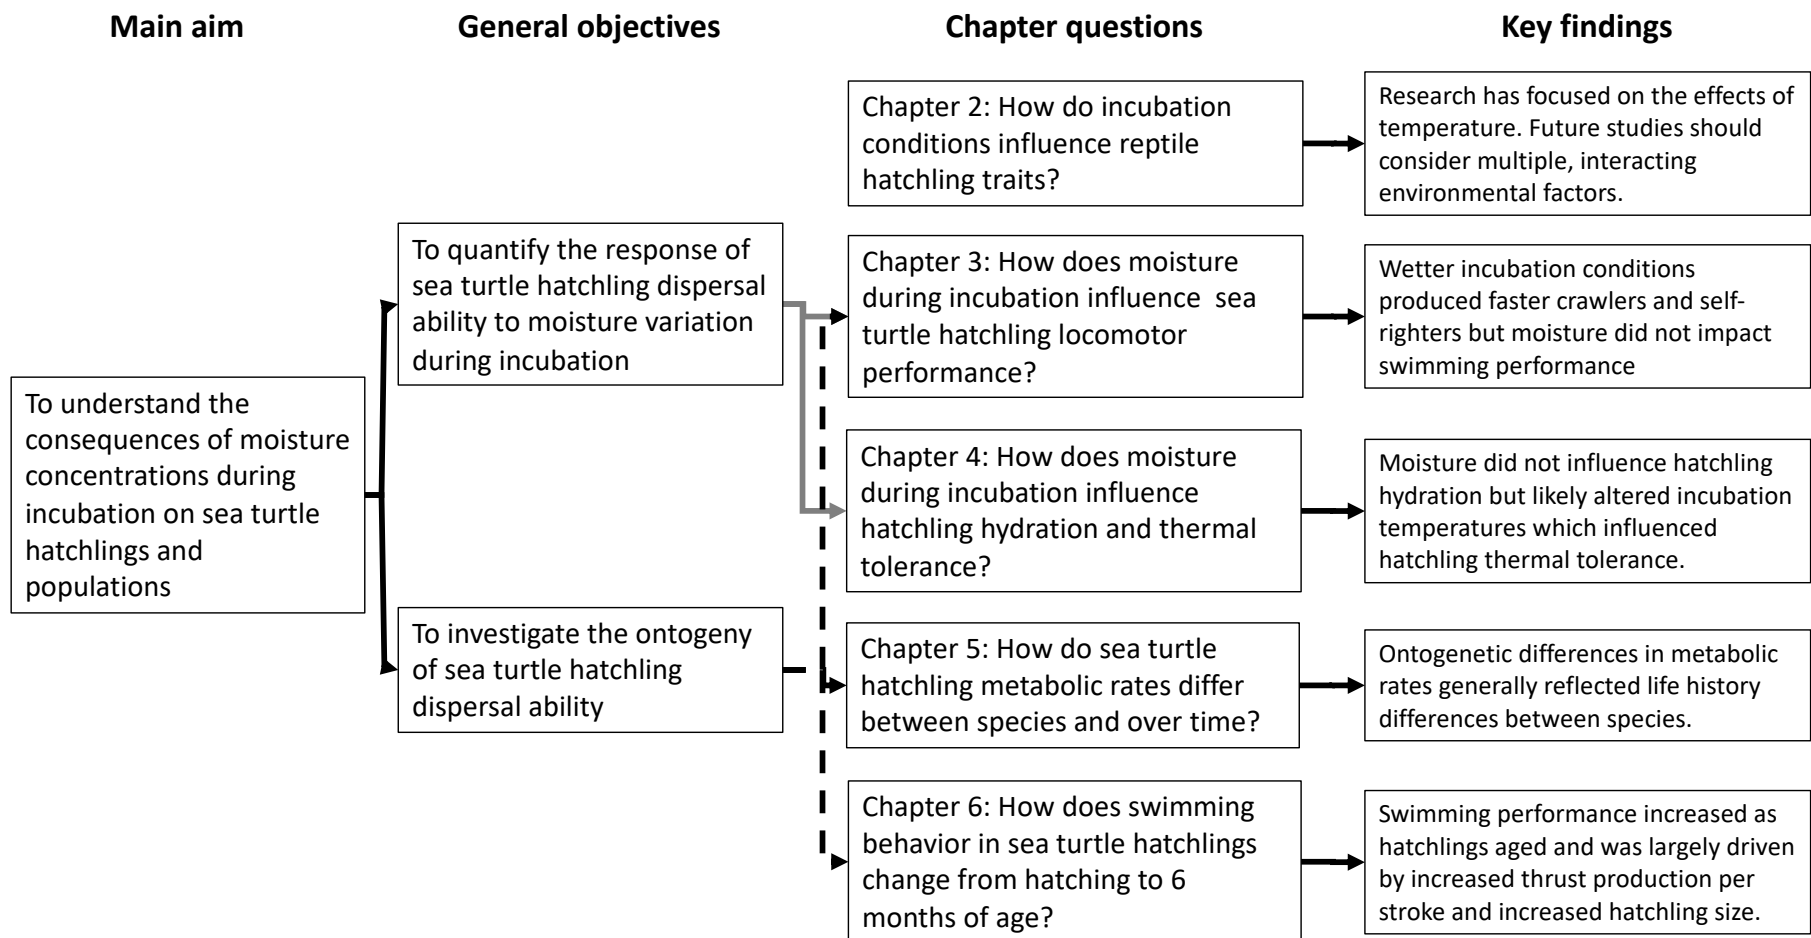 Main aim
General objectives
Chapter questions
Key findings
To understand the
consequences of moisture
concentrations during
incubation on sea turtle
hatchlings and
populations
To quantify the response of
sea turtle hatchling dispersal
ability to moisture variation
during incubation
To investigate the ontogeny
of sea turtle hatchling
dispersal ability
Chapter 2: How do incubation
conditions influence reptile
hatchling traits?
Research has focused on the effects of
temperature. Future studies should
consider multiple, interacting
environmental factors.
Chapter 3: How does moisture
during incubation influence  sea
turtle hatchling locomotor
performance?
Wetter incubation conditions
produced faster crawlers and self-
righters but moisture did not impact
swimming performance
Chapter 4: How does moisture
during incubation influence
hatchling hydration and thermal
tolerance?
Moisture did not influence hatchling
hydration but likely altered incubation
temperatures which influenced
hatchling thermal tolerance.
Chapter 5: How do sea turtle
hatchling metabolic rates differ
between species and over time?
Ontogenetic differences in metabolic
rates generally reflected life history
differences between species.
Chapter 6: How does swimming
behavior in sea turtle hatchlings
change from hatching to 6
months of age?
Swimming performance increased as
hatchlings aged and was largely driven
by increased thrust production per
stroke and increased hatchling size.